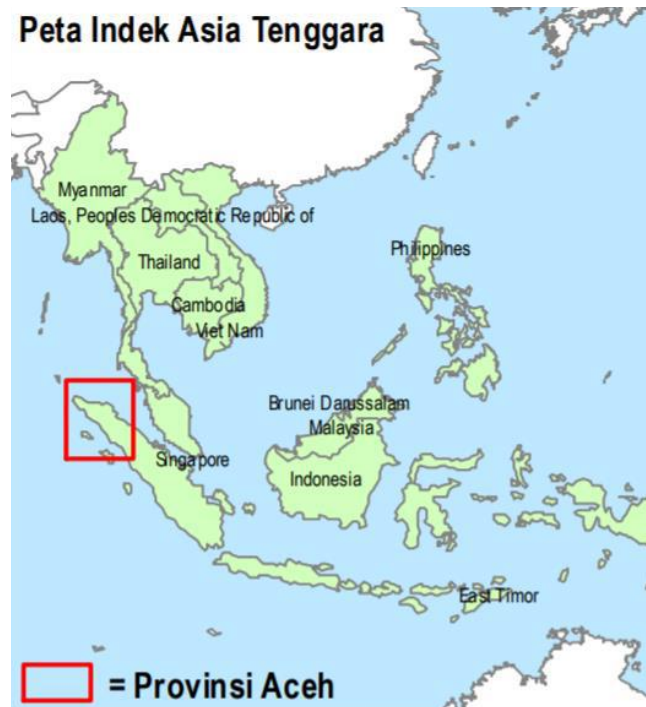 Peta Indek Asia Tenggara
Myanmar
Laos, Peoples Democratic Republic of
Thailand
Philippines
Cambodia
Viet Nam
Brunei Darussalam
Malaysia
Singapore
Indonesia
East Timor
= Provinsi Aceh